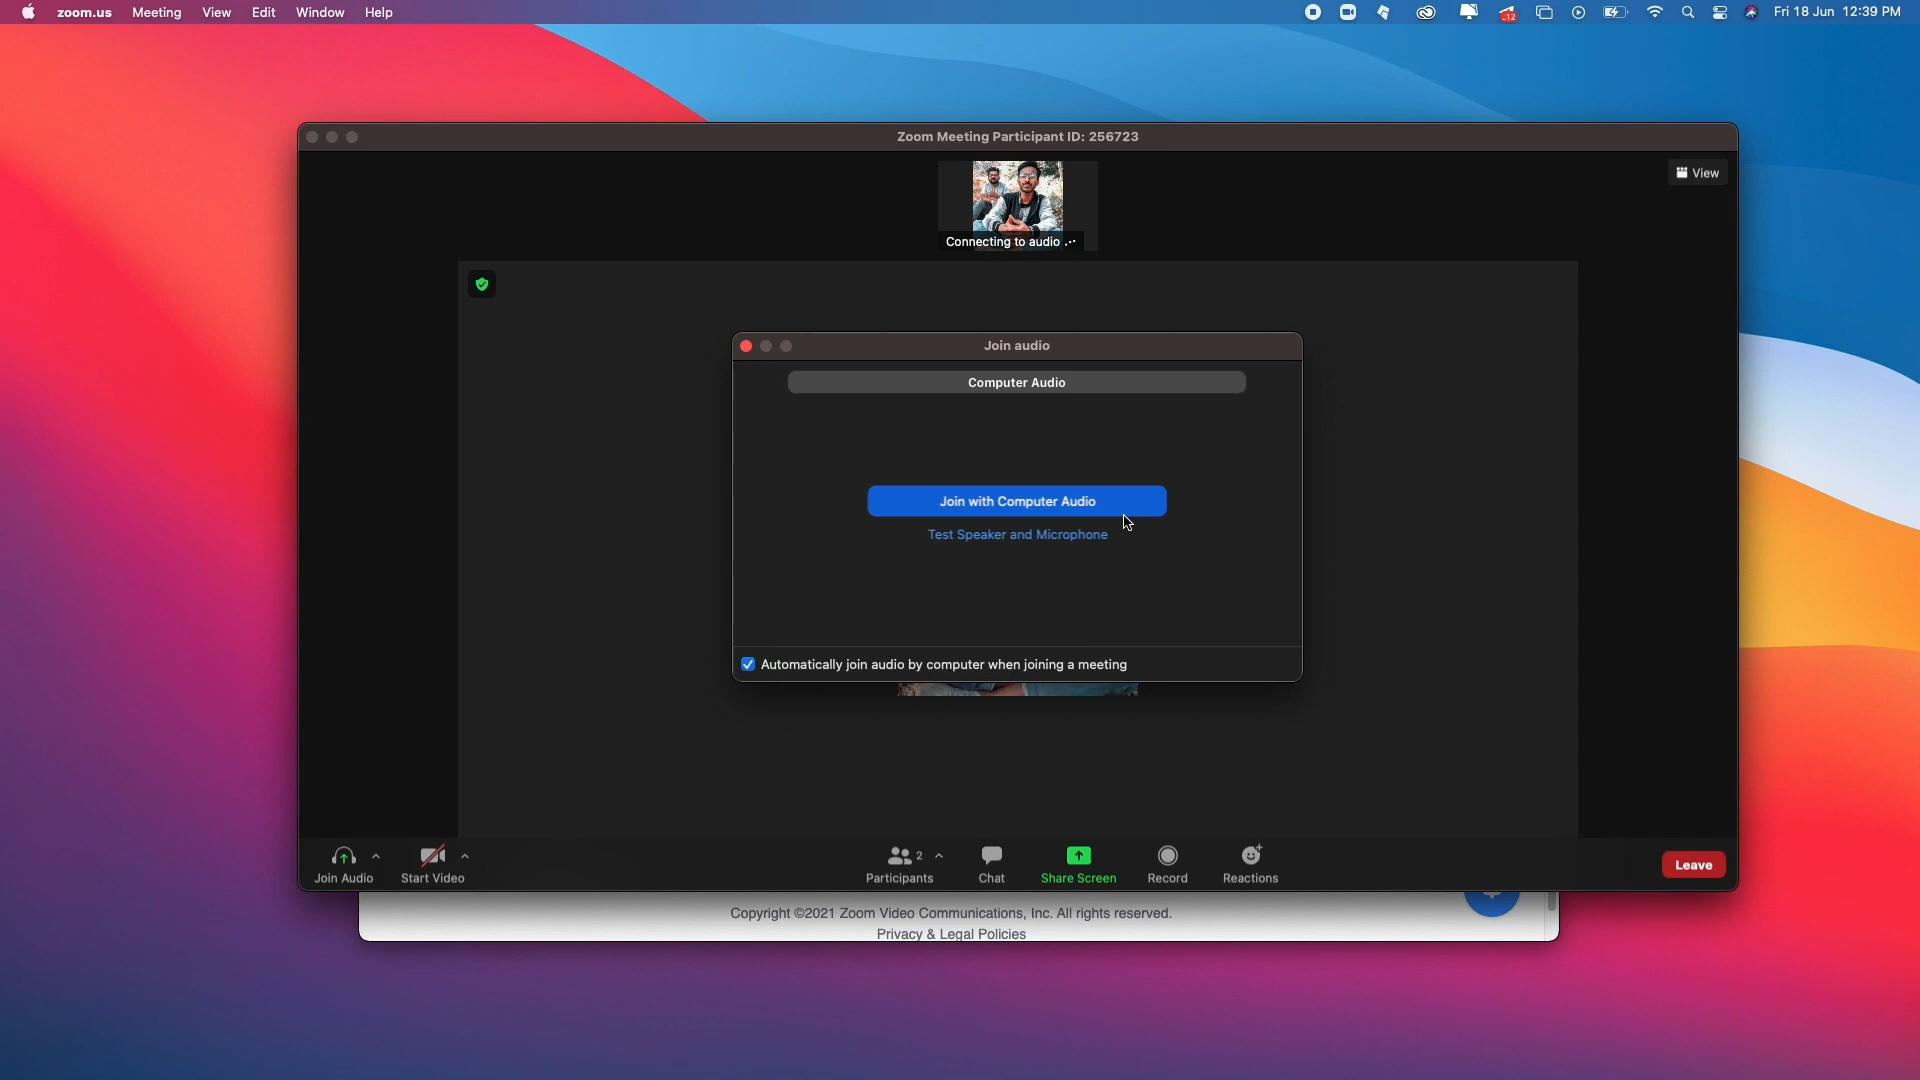 zoom.us Meeting View Edit Window Help 12 Fri 18 Jun 12:39 PM
Zoom Meeting Participant ID: 256723
View
Connecting to audio
Join audio
Computer Audio
Join with Computer Audio
Test Speaker and Microphone
Automatically join audio by computer when joining a meeting
2
Join Audio Start Video Participants Chat Share Screen Record Reactions Leave
Copyright ©2021 Zoom Video Communications, Inc. All rights reserved.
Privacy & Legal Policies